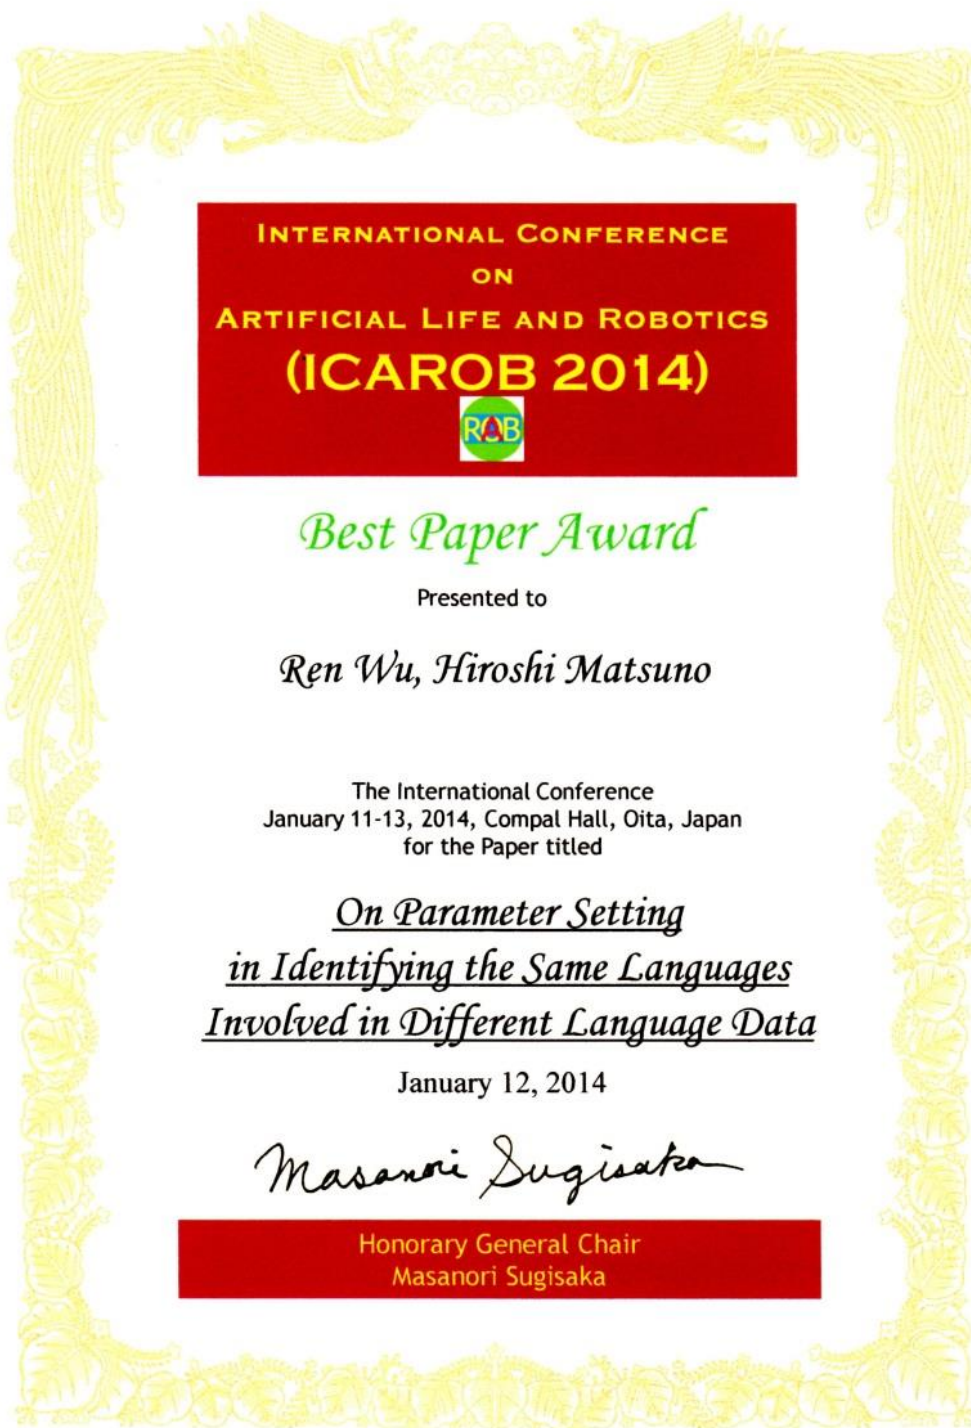 INTERNATIONAL CONFERENCE
ON
ARTIFICIAL LIFE AND ROBOTICS
(ICAROB 2014)
ROB
Best Paper Award
Presented to
Ren Wu, Hiroshi Matsuno
The International Conference
January 11-13, 2014, Compal Hall, Oita, Japan
for the Paper titled
On Parameter Setting
in Identifying the Same Languages
Involved in Different Language Data
January 12, 2014
Masanori Sugisaka
Honorary General Chair
Masanori Sugisaka